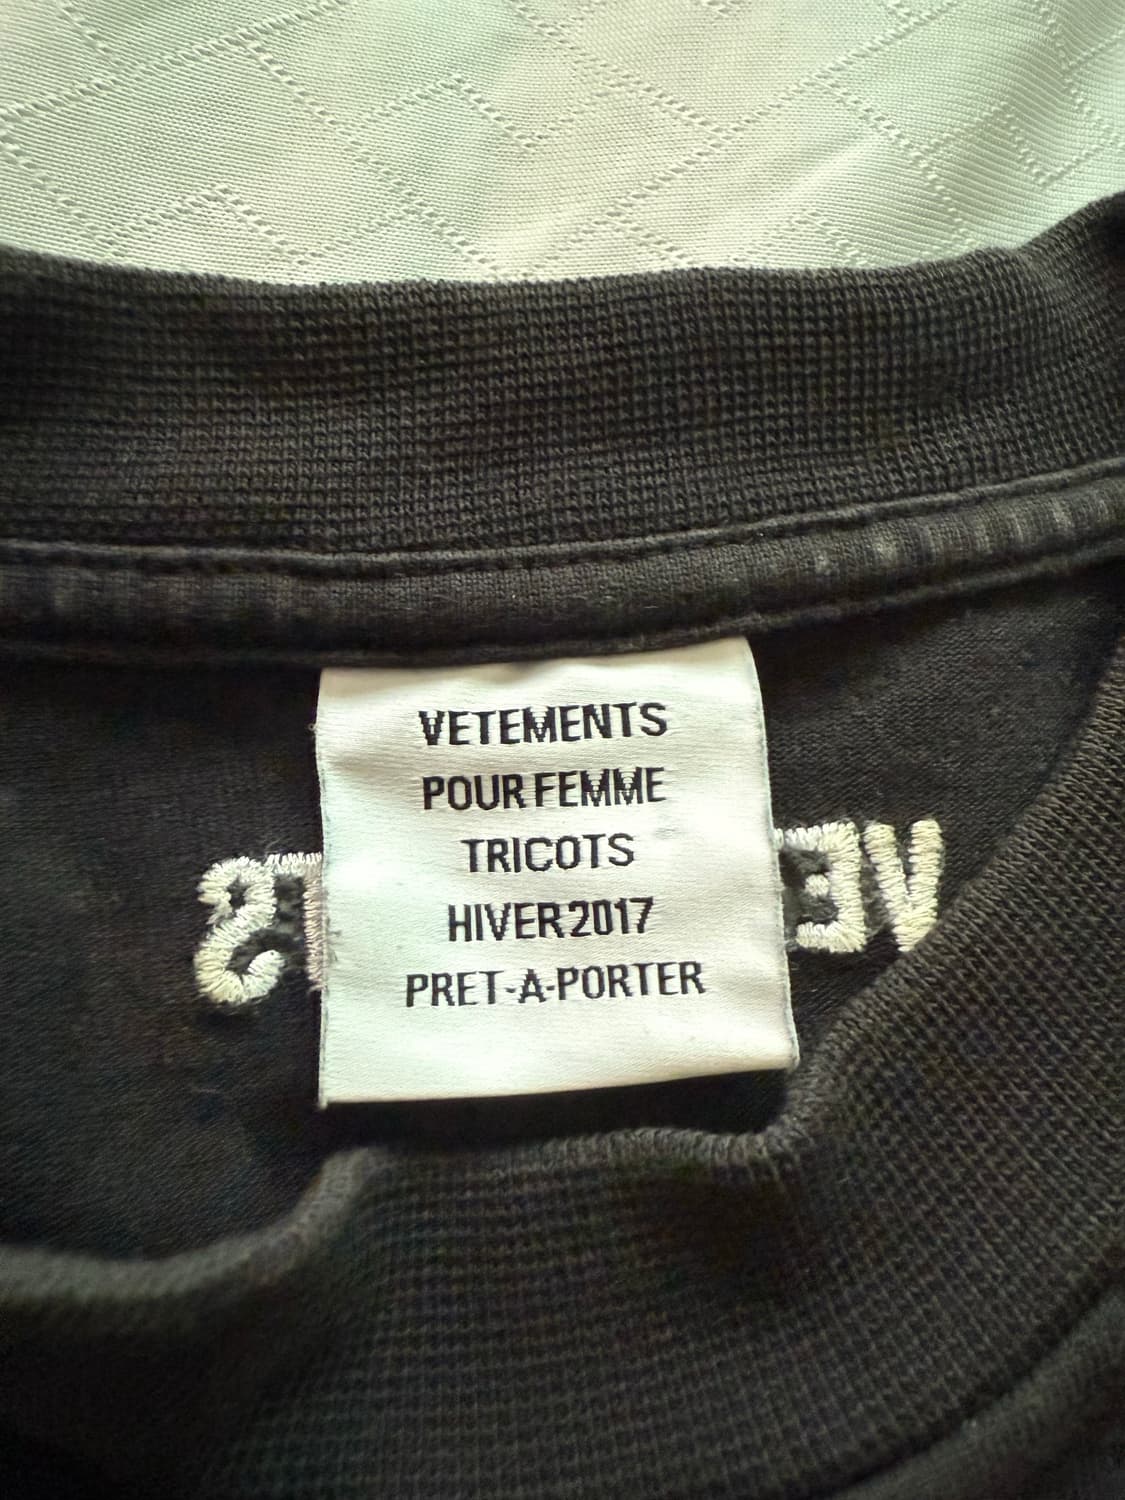 VETEMENTS
POUR FEMME
TRICOTS
HIVER 2017
PRET-A-PORTER